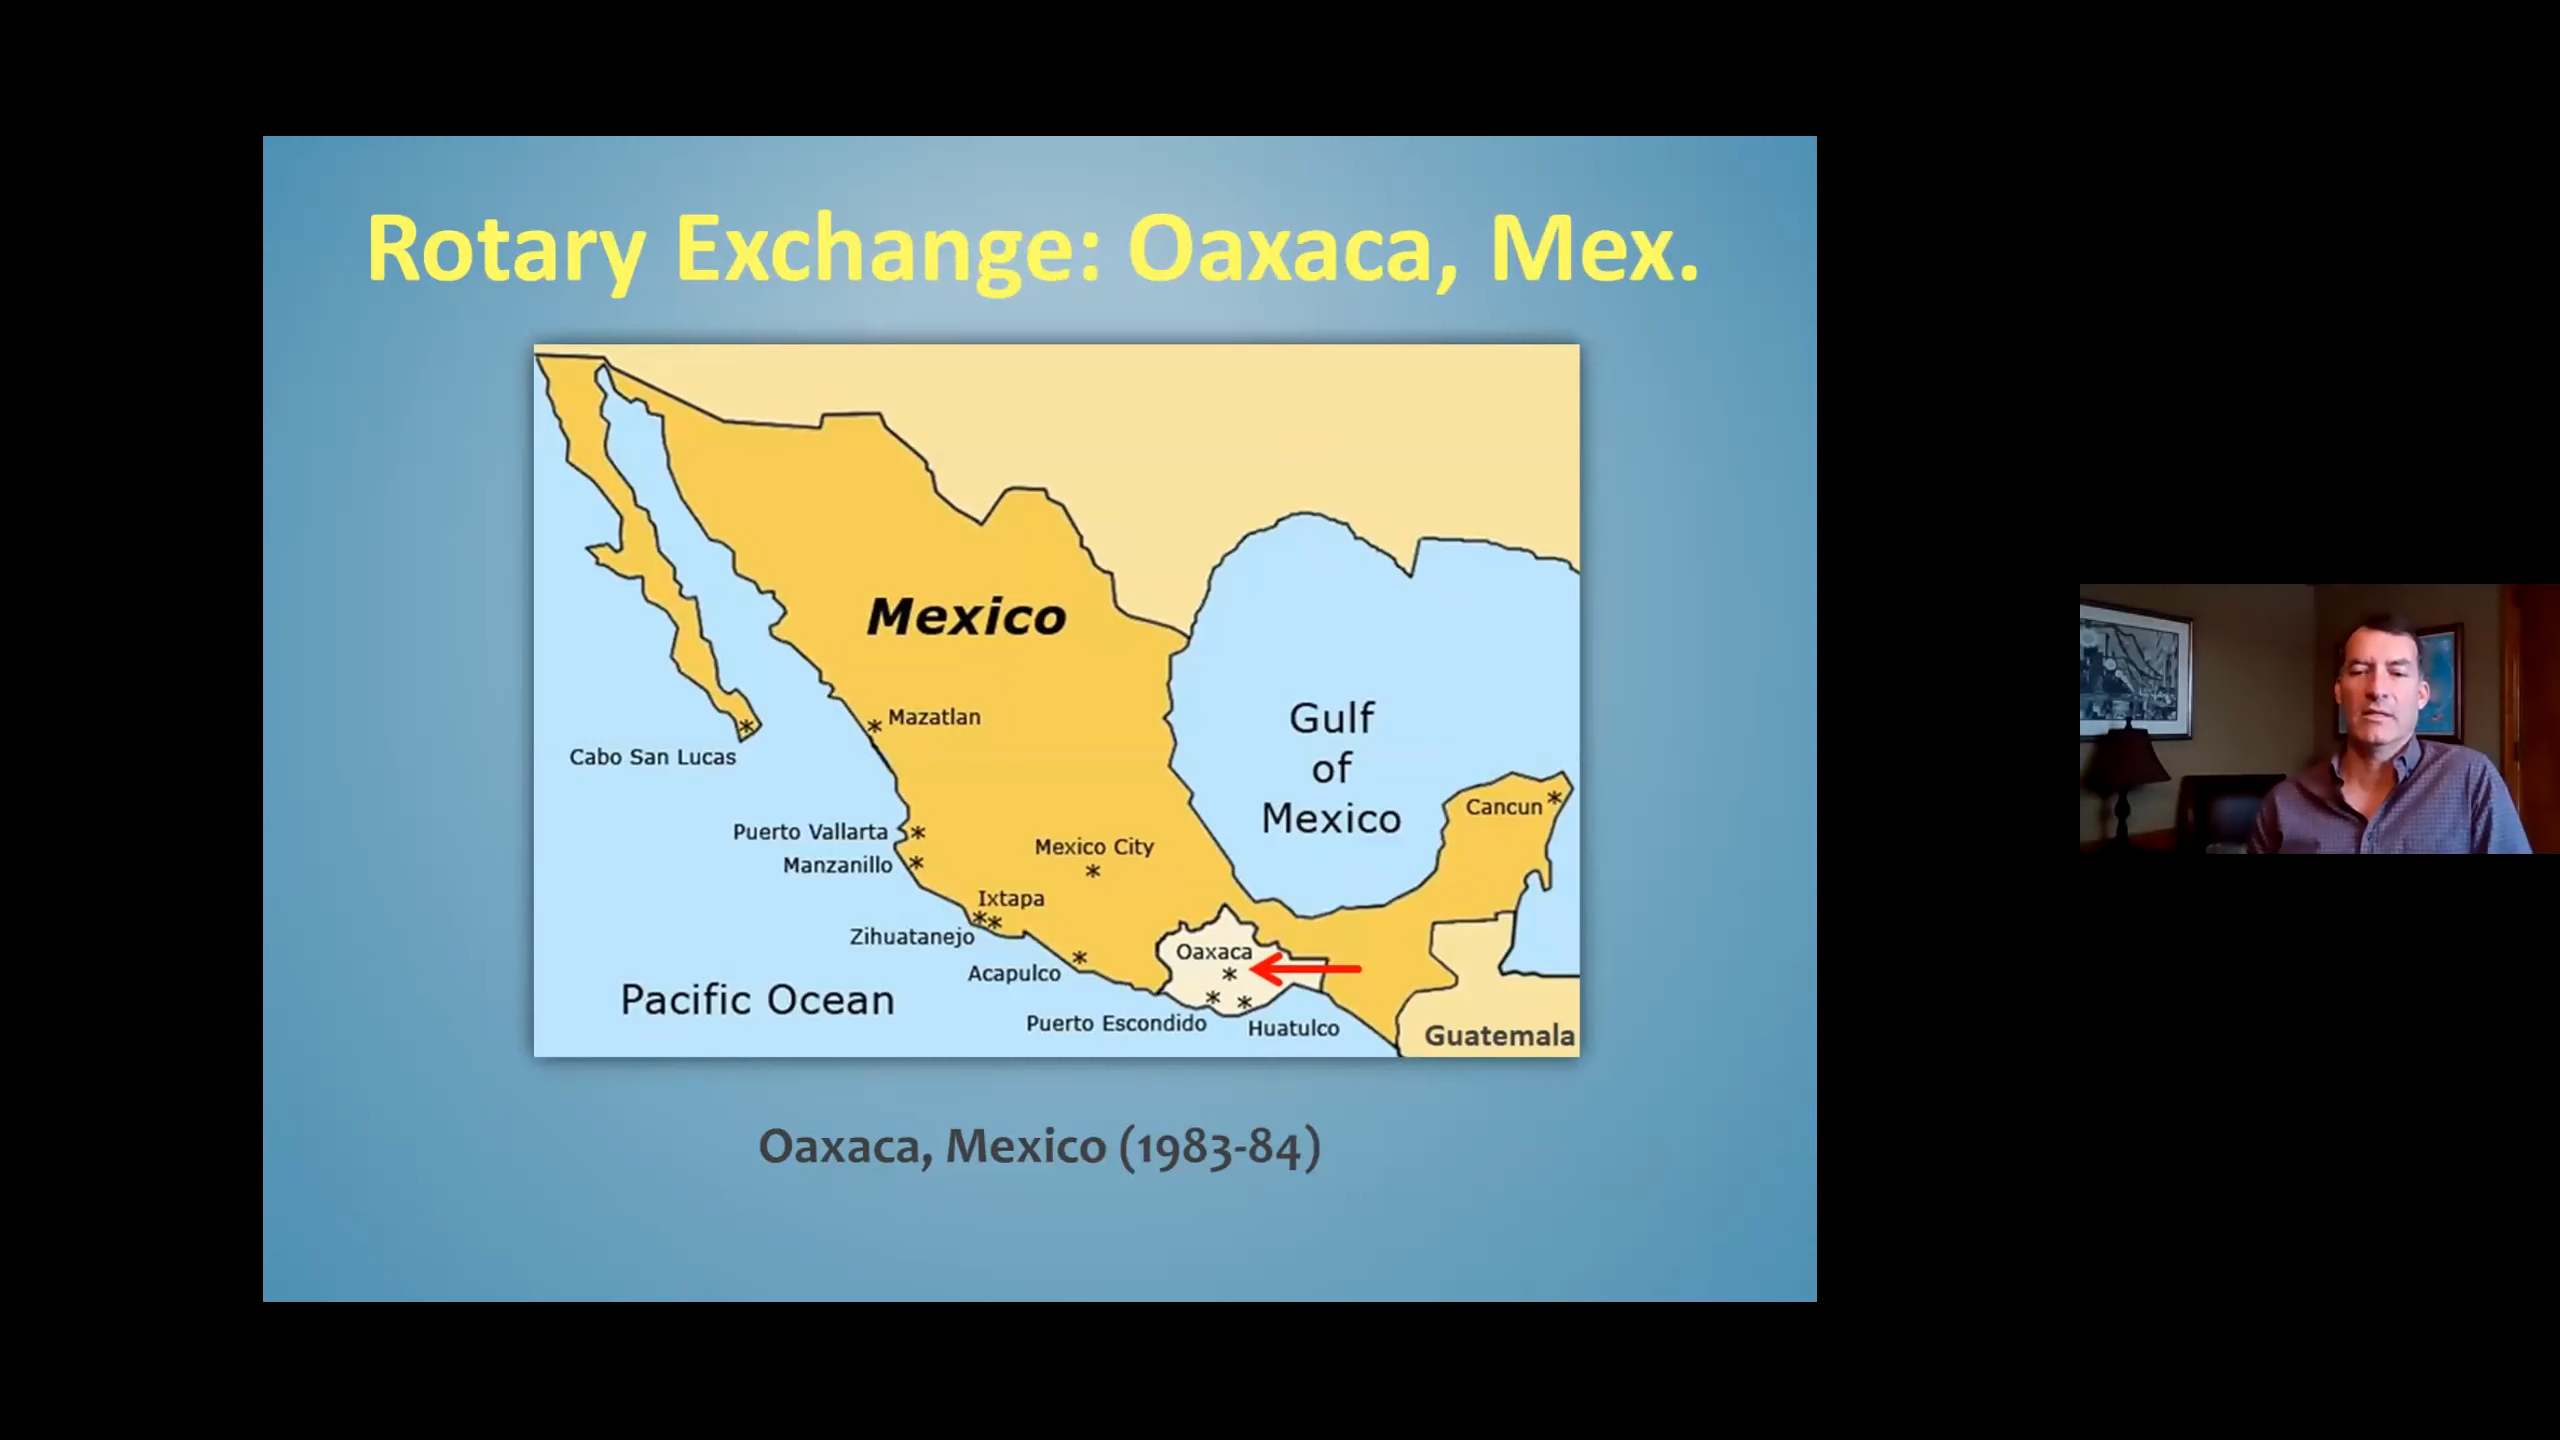 Rotary Exchange: Oaxaca, Mex.
Mexico
Mazatlan
Cabo San Lucas
Gulf
of
Mexico
Cancun
Puerto Vallarta
Manzanillo
Mexico City
Ixtapa
Zihuatanejo
Oaxaca
Acapulco
Pacific Ocean
Puerto Escondido
Huatulco
Guatemala
Oaxaca, Mexico (1983-84)